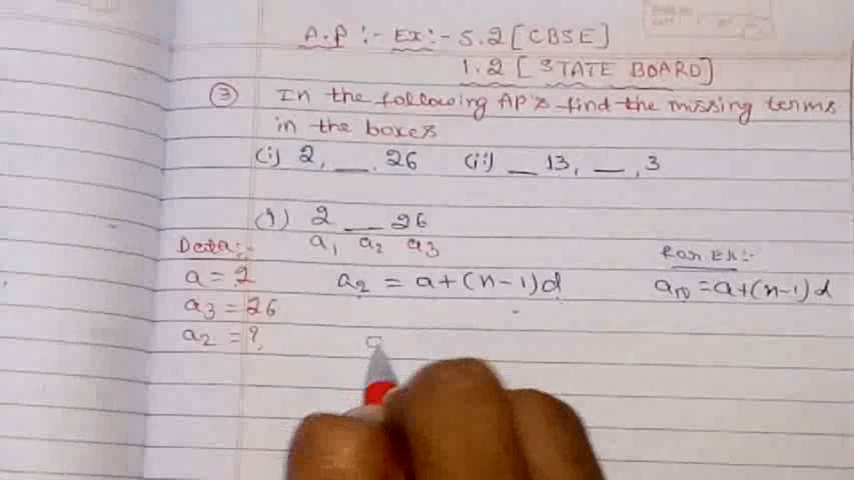 A.P :- Ex :- 5.2 [CBSE]
1.2 [STATE BOARD]
③ In the following AP's find the missing terms
in the boxes
(i) 2, __, 26 (ii) __ 13, __, 3
(1) 2 __ 26
a₁ a₂ a₃
Data:-
a = 2
a₃ = 26
a₂ = ?,
a₂ = a+(n-1)d
For Ex:-
a₁₀ = a+(n-1)d